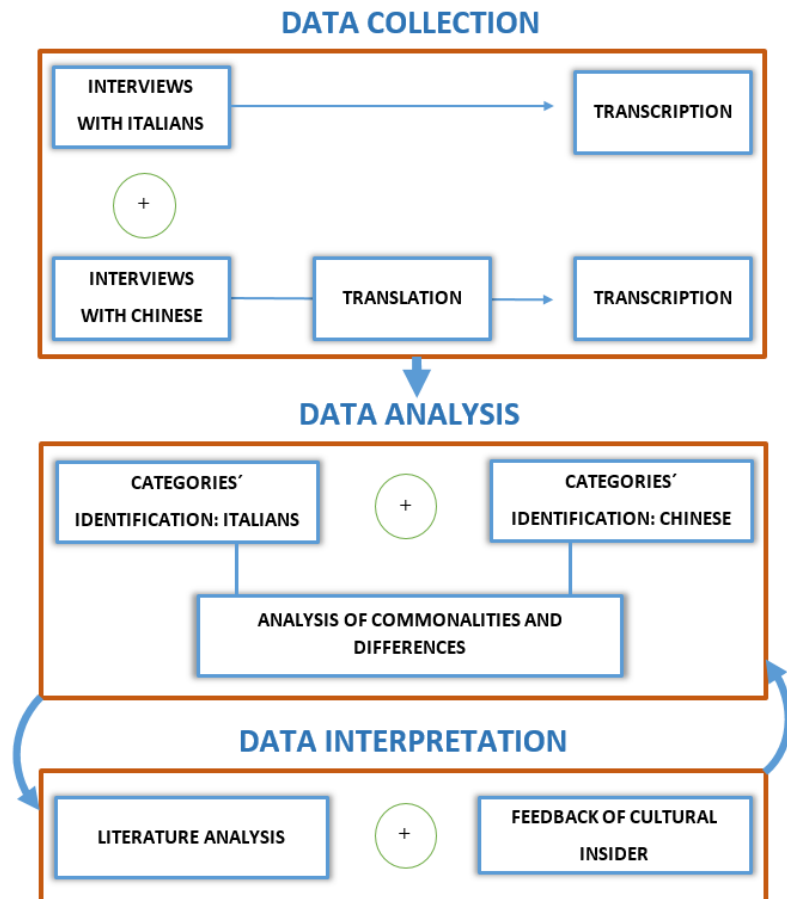 DATA COLLECTION
INTERVIEWS
WITH ITALIANS
TRANSCRIPTION
+
INTERVIEWS
WITH CHINESE
TRANSLATION
TRANSCRIPTION
DATA ANALYSIS
CATEGORIES´
IDENTIFICATION: ITALIANS
+
CATEGORIES´
IDENTIFICATION: CHINESE
ANALYSIS OF COMMONALITIES AND
DIFFERENCES
DATA INTERPRETATION
LITERATURE ANALYSIS
+
FEEDBACK OF CULTURAL
INSIDER